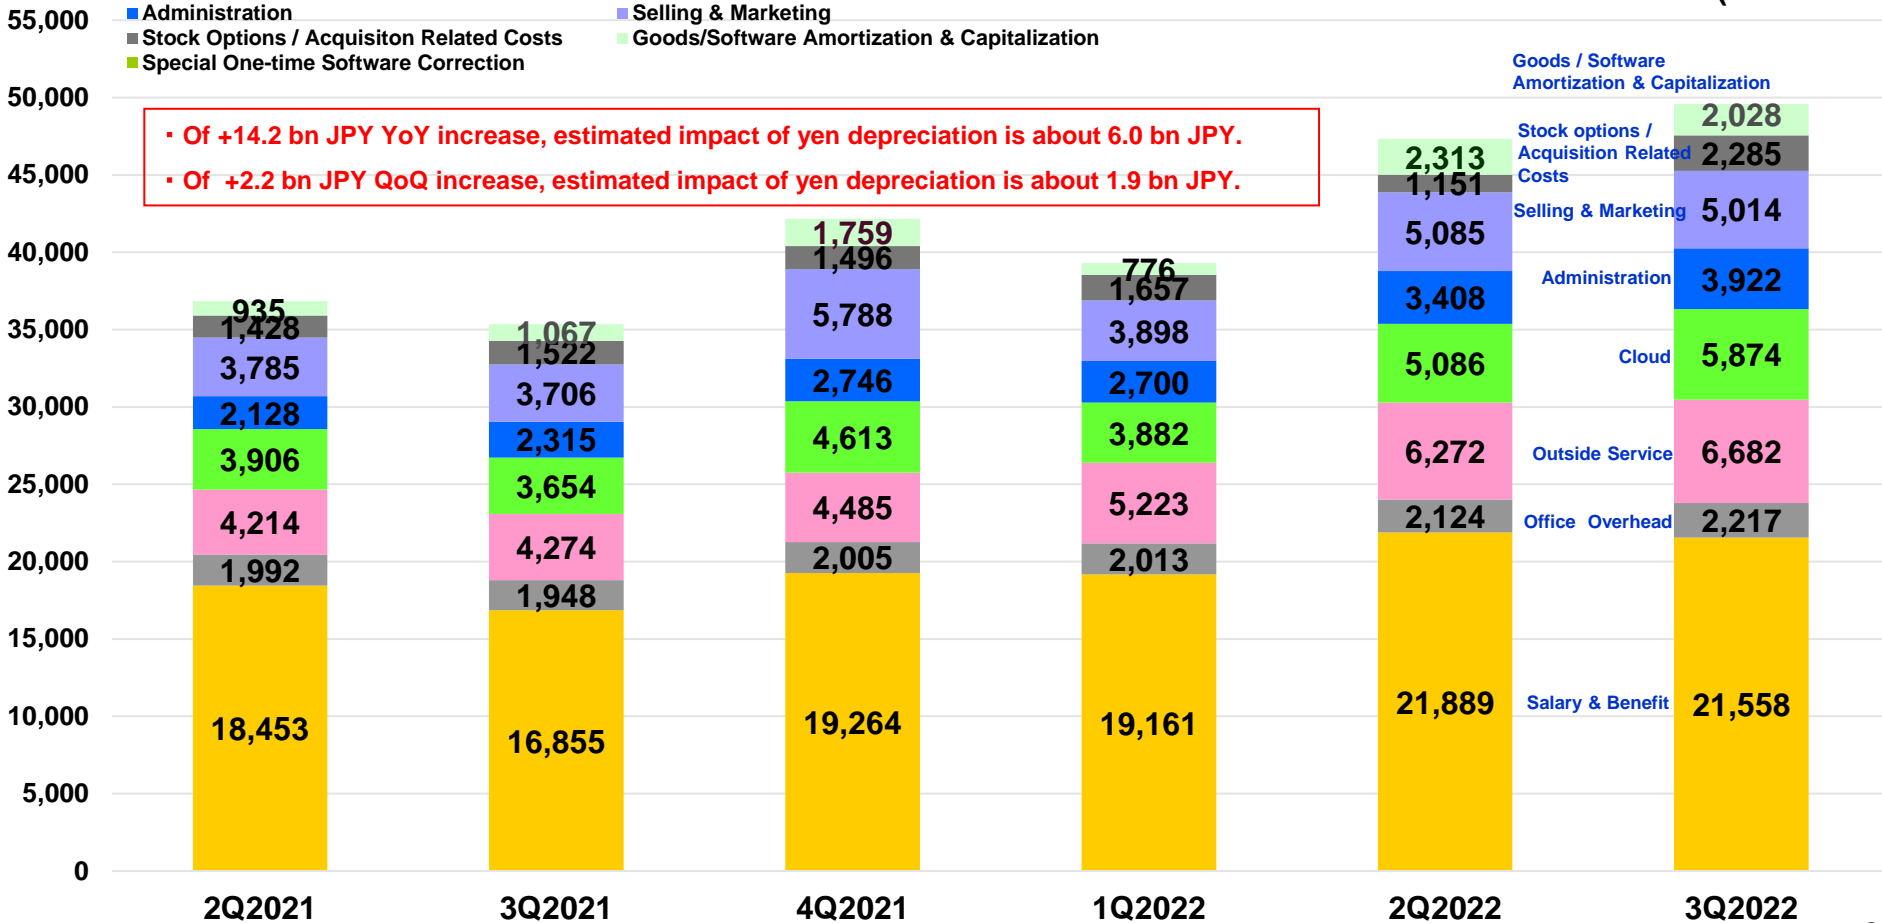 55,000
Administration
Selling & Marketing
Stock Options / Acquisiton Related Costs
Goods/Software Amortization & Capitalization
Special One-time Software Correction
(
50,000
45,000
40,000
35,000
30,000
25,000
20,000
15,000
10,000
5,000
0
・Of +14.2 bn JPY YoY increase, estimated impact of yen depreciation is about 6.0 bn JPY.
・Of +2.2 bn JPY QoQ increase, estimated impact of yen depreciation is about 1.9 bn JPY.
935
1,428
3,785
2,128
3,906
4,214
1,992
18,453
1,067
1,522
3,706
2,315
3,654
4,274
1,948
16,855
1,759
1,496
5,788
2,746
4,613
4,485
2,005
19,264
776
1,657
3,898
2,700
3,882
5,223
2,013
19,161
2,313
1,151
5,085
3,408
5,086
6,272
2,124
21,889
Goods / Software
Amortization & Capitalization
Stock options /
Acquisition Related
Costs
Selling & Marketing
Administration
Cloud
Outside Service
Office Overhead
Salary & Benefit
2,028
2,285
5,014
3,922
5,874
6,682
2,217
21,558
2Q2021
3Q2021
4Q2021
1Q2022
2Q2022
3Q2022